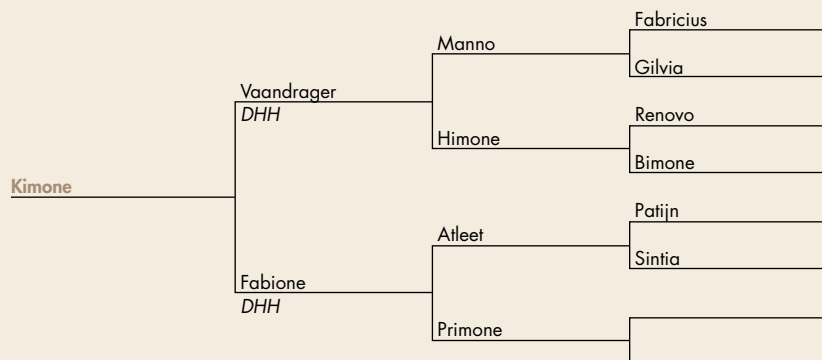 Fabricius
Manno
Gilvia
Vaandrager
DHH
Renovo
Himone
Bimone
Kimone
Patijn
Atleet
Sintia
Fabione
DHH
Primone